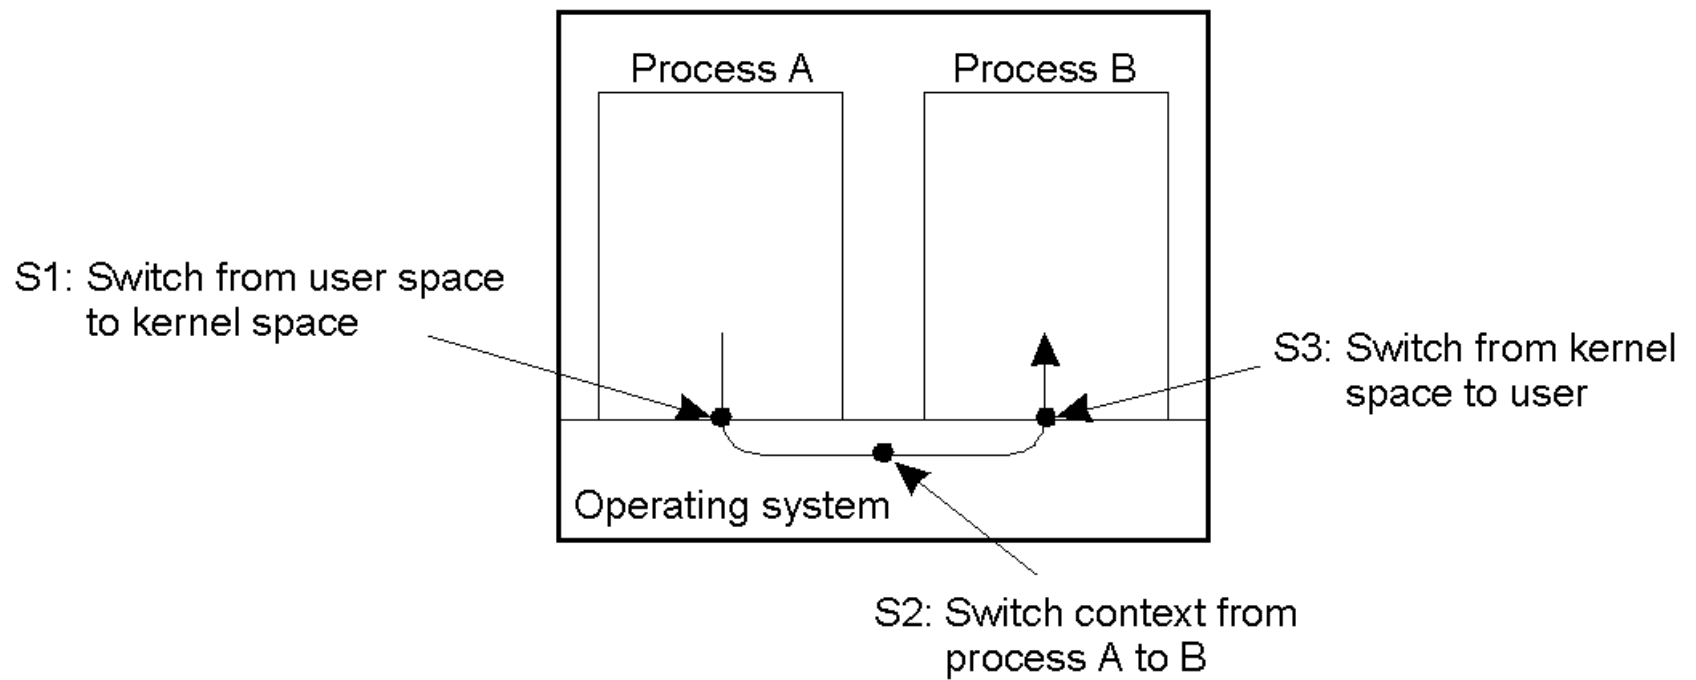 Process A
Process B
S1: Switch from user space
to kernel space
S3: Switch from kernel
space to user
Operating system
S2: Switch context from
process A to B